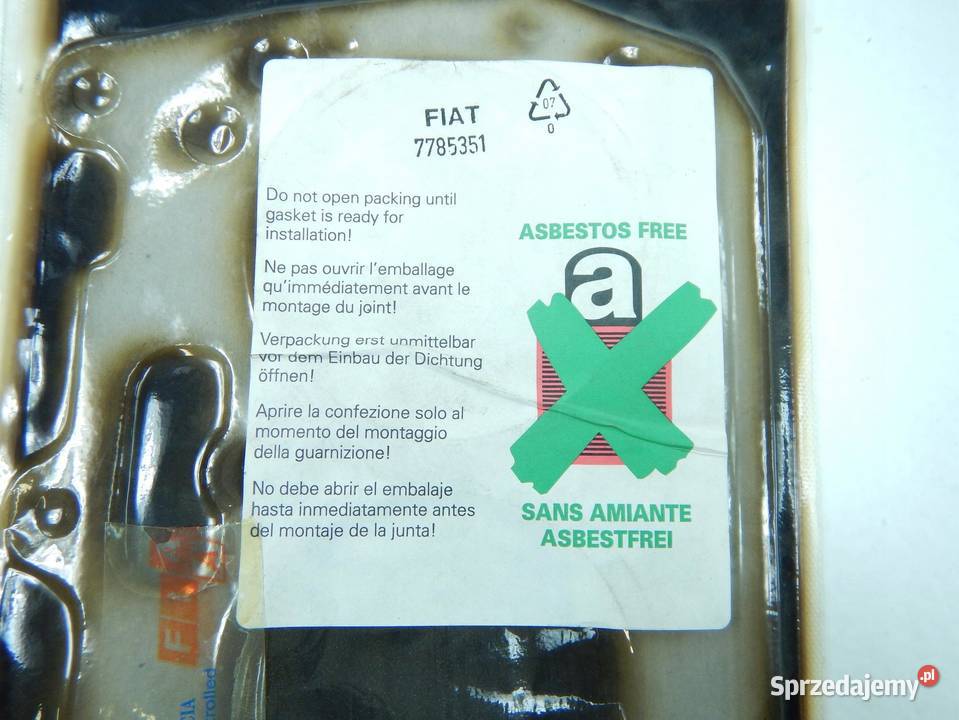 FIAT
7785351
07
0
Do not open packing until
gasket is ready for
installation!
Ne pas ouvrir l'emballage
qu'immédiatement avant le
montage du joint!
Verpackung erst unmittelbar
vor dem Einbau der Dichtung
öffnen!
Aprire la confezione solo al
momento del montaggio
della guarnizione!
No debe abrir el embalaje
hasta inmediatamente antes
del montaje de la junta!
ASBESTOS FREE
a
SANS AMIANTE
ASBESTFREI
Sprzedajemy.pl